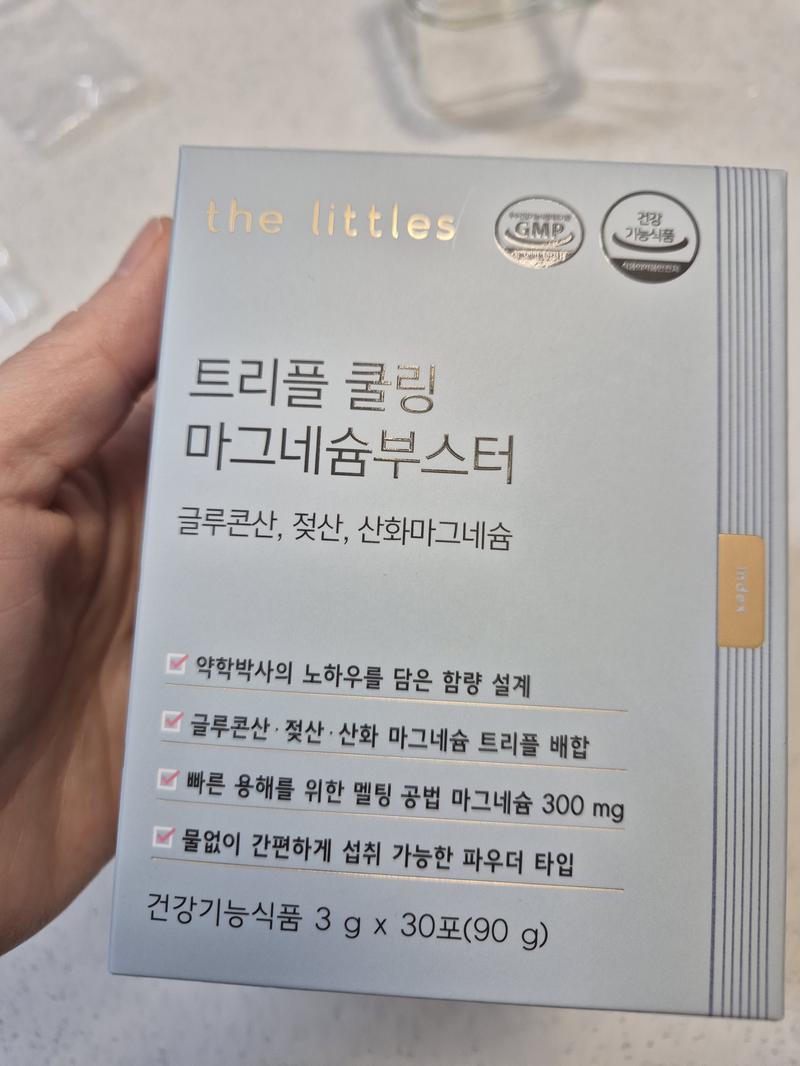 the littles
GMP
건강
기능식품
트리플 쿨링
마그네슘부스터
글루콘산, 젖산, 산화마그네슘
index
약학박사의 노하우를 담은 함량 설계
글루콘산·젖산·산화 마그네슘 트리플 배합
빠른 용해를 위한 멜팅 공법 마그네슘 300 mg
물없이 간편하게 섭취 가능한 파우더 타입
건강기능식품 3 g x 30포(90 g)